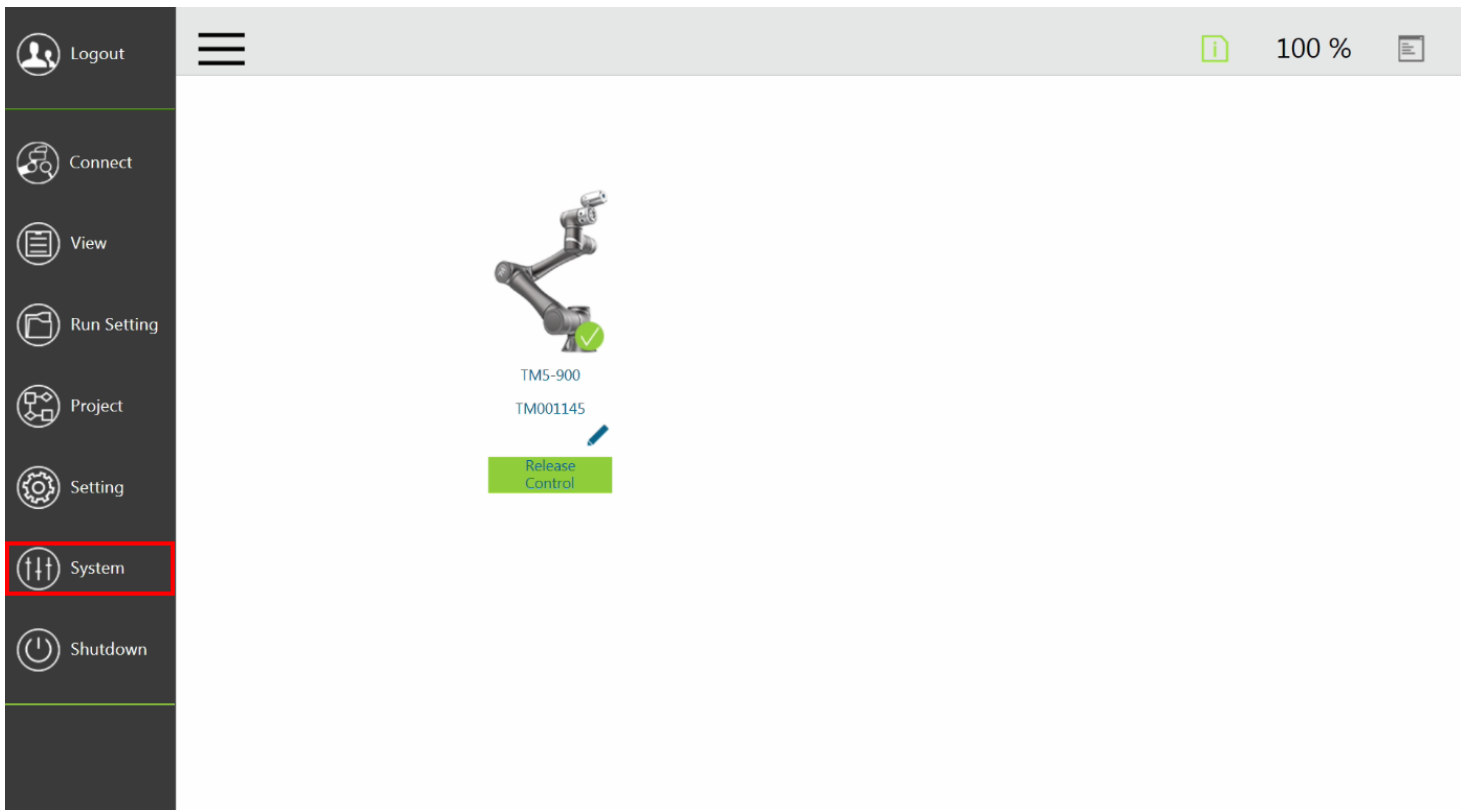 Logout
100 %
Connect
View
Run Setting
Project
Setting
System
Shutdown
TM5-900
TM001145
Release
Control